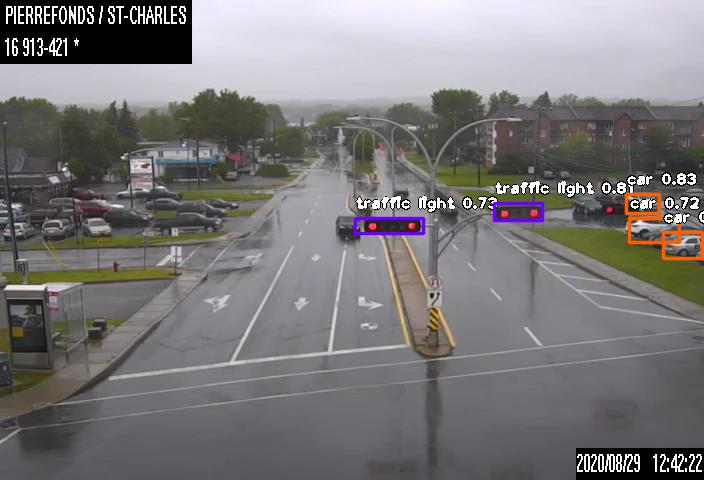 PIERREFONDS / ST-CHARLES
16 913-421 *
car 0.83
traffic light 0.81
car 0.72
traffic light 0.73
car 0
2020/08/29 12:42:22